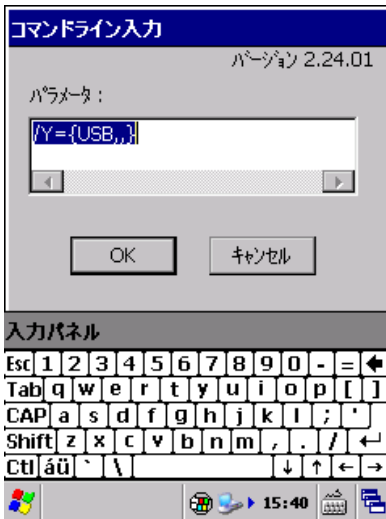 コマンドライン入力
バージョン 2.24.01
パラメータ：
/Y={USB,,}
OK キャンセル
入力パネル
Esc 1 2 3 4 5 6 7 8 9 0 - =
Tab q w e r t y u i o p [ ]
CAP a s d f g h j k l ; '
Shift z x c v b n m , . /
Ctl áü ` \
15:40